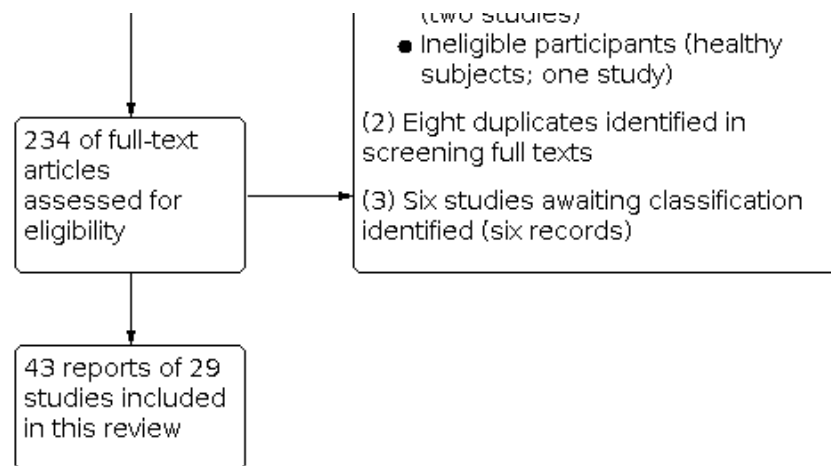 (two studies)
● Ineligible participants (healthy
subjects; one study)
(2) Eight duplicates identified in
screening full texts
(3) Six studies awaiting classification
identified (six records)
234 of full-text
articles
assessed for
eligibility
43 reports of 29
studies included
in this review